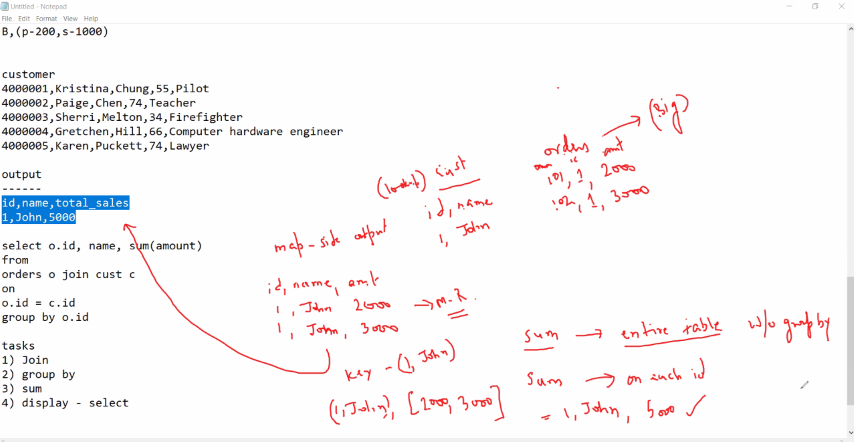 Untitled - Notepad
File Edit Format View Help
B,(p-200,s-1000)
customer
4000001,Kristina,Chung,55,Pilot
4000002,Paige,Chen,74,Teacher
4000003,Sherri,Melton,34,Firefighter
4000004,Gretchen,Hill,66,Computer hardware engineer
4000005,Karen,Puckett,74,Lawyer
output
------
id,name,total_sales
1,John,5000
select o.id, name, sum(amount)
from
orders o join cust c
on
o.id = c.id
group by o.id
tasks
1) Join
2) group by
3) sum
4) display - select
(Big)
orders amt
101, 1, 2000
102, 1, 3000
cust
id, name
1, John
map-side output
id, name, amt
1, John 2000 → M-R.
1, John, 3000
key - (1, John)
(1, John), [2000, 3000]
sum → entire table w/o group by
sum → on each id
= 1, John, 5000 ✓